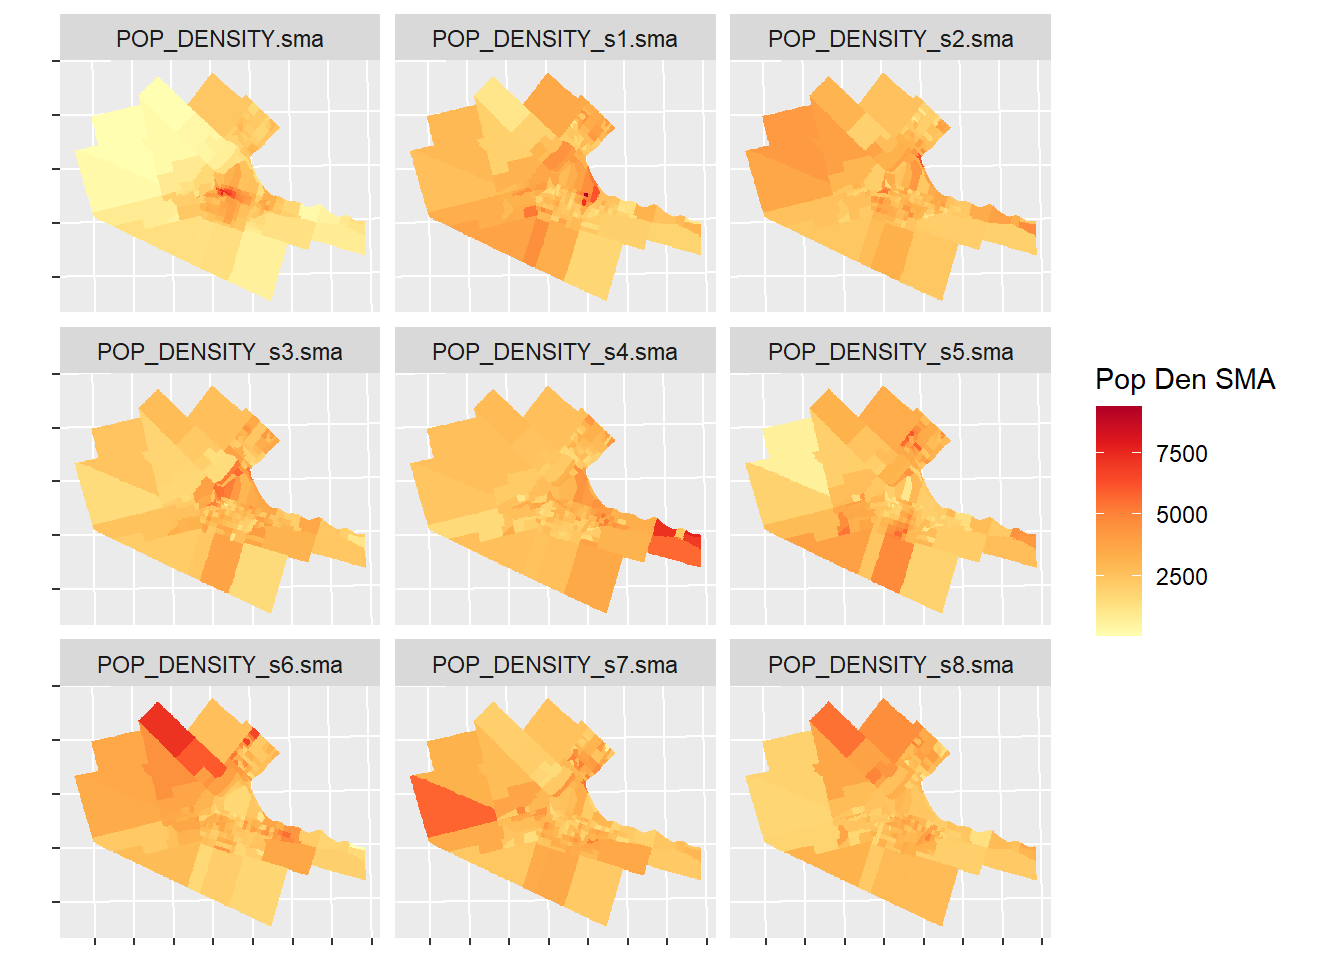 POP_DENSITY.sma
POP_DENSITY_s1.sma
POP_DENSITY_s2.sma
POP_DENSITY_s3.sma
POP_DENSITY_s4.sma
POP_DENSITY_s5.sma
POP_DENSITY_s6.sma
POP_DENSITY_s7.sma
POP_DENSITY_s8.sma
Pop Den SMA
7500
5000
2500